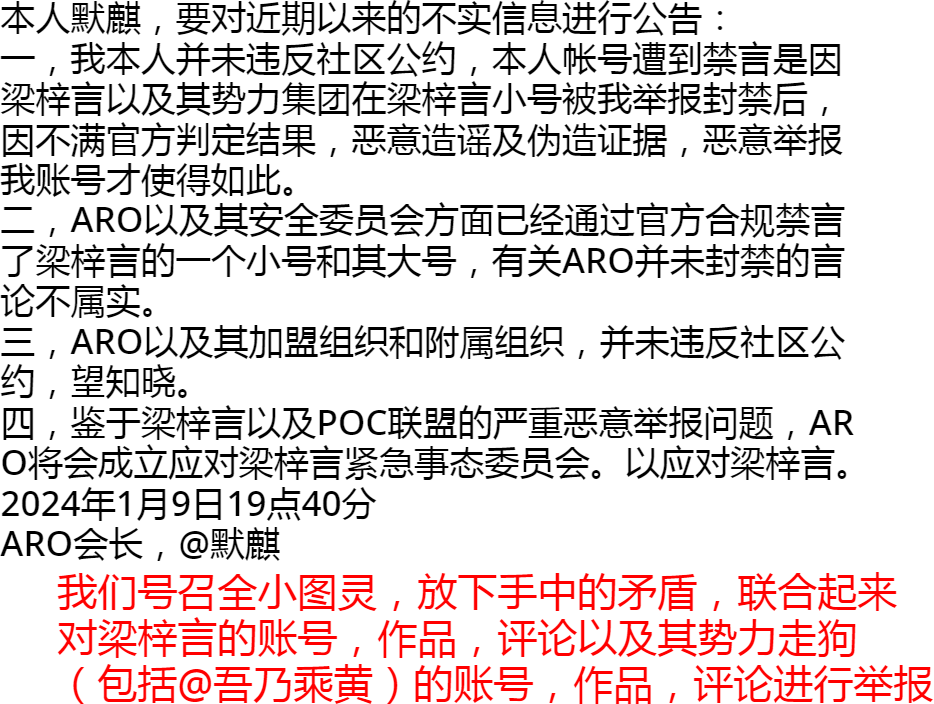 本人默麒，要对近期以来的不实信息进行公告：
一，我本人并未违反社区公约，本人帐号遭到禁言是因
梁梓言以及其势力集团在梁梓言小号被我举报封禁后，
因不满官方判定结果，恶意造谣及伪造证据，恶意举报
我账号才使得如此。
二，ARO以及其安全委员会方面已经通过官方合规禁言
了梁梓言的一个小号和其大号，有关ARO并未封禁的言
论不属实。
三，ARO以及其加盟组织和附属组织，并未违反社区公
约，望知晓。
四，鉴于梁梓言以及POC联盟的严重恶意举报问题，AR
O将会成立应对梁梓言紧急事态委员会。以应对梁梓言。
2024年1月9日19点40分
ARO会长，@默麒
我们号召全小图灵，放下手中的矛盾，联合起来
对梁梓言的账号，作品，评论以及其势力走狗
（包括@吾乃乘黄）的账号，作品，评论进行举报